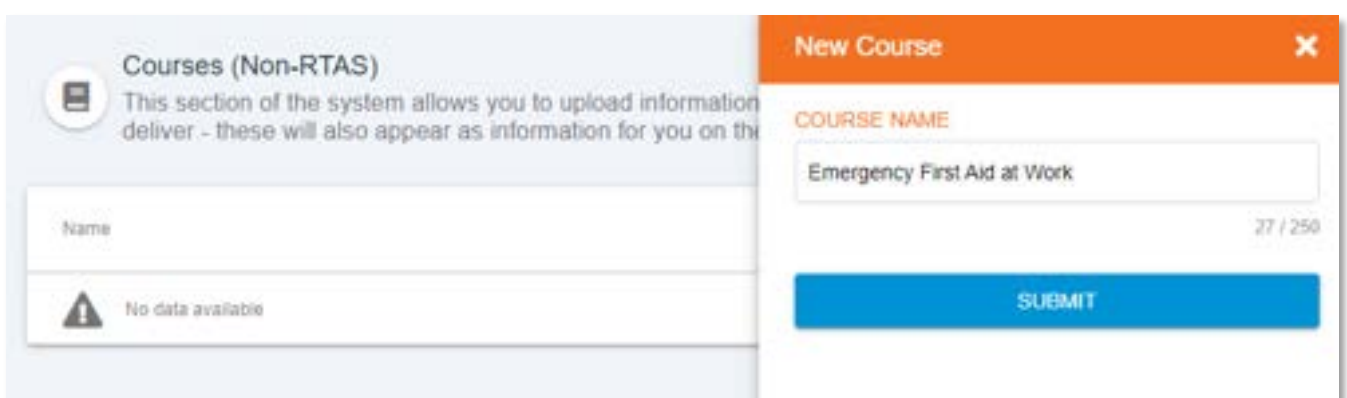 Courses (Non-RTAS)
This section of the system allows you to upload information
deliver - these will also appear as information for you on the
Name
No data available
New Course
COURSE NAME
Emergency First Aid at Work
27 / 250
SUBMIT